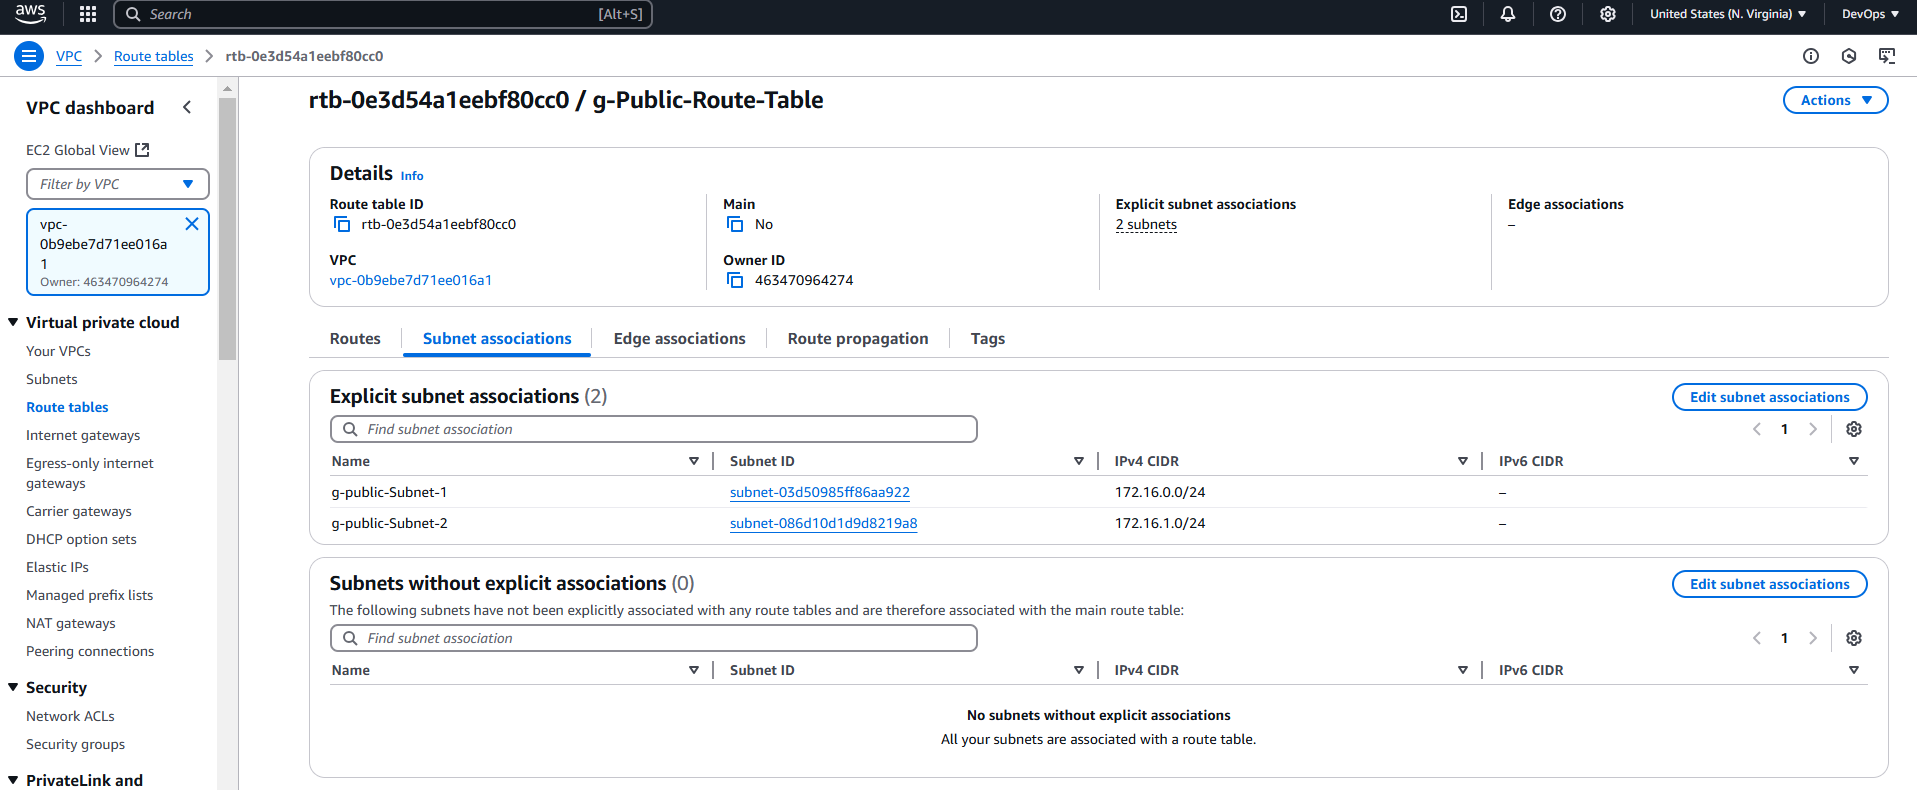 aws
Search
[Alt+S]
United States (N. Virginia)
DevOps
VPC
Route tables
rtb-0e3d54a1eebf80cc0
VPC dashboard
EC2 Global View
Filter by VPC
vpc-
0b9ebe7d71ee016a
1
Owner: 463470964274
Virtual private cloud
Your VPCs
Subnets
Route tables
Internet gateways
Egress-only internet
gateways
Carrier gateways
DHCP option sets
Elastic IPs
Managed prefix lists
NAT gateways
Peering connections
Security
Network ACLs
Security groups
PrivateLink and
rtb-0e3d54a1eebf80cc0 / g-Public-Route-Table
Actions
Details Info
Route table ID
rtb-0e3d54a1eebf80cc0
Main
No
Explicit subnet associations
2 subnets
Edge associations
–
VPC
vpc-0b9ebe7d71ee016a1
Owner ID
463470964274
Routes Subnet associations Edge associations Route propagation Tags
Explicit subnet associations (2)
Edit subnet associations
Find subnet association
1
Name Subnet ID IPv4 CIDR IPv6 CIDR
g-public-Subnet-1 subnet-03d50985ff86aa922 172.16.0.0/24 –
g-public-Subnet-2 subnet-086d10d1d9d8219a8 172.16.1.0/24 –
Subnets without explicit associations (0)
Edit subnet associations
The following subnets have not been explicitly associated with any route tables and are therefore associated with the main route table:
Find subnet association
1
Name Subnet ID IPv4 CIDR IPv6 CIDR
No subnets without explicit associations
All your subnets are associated with a route table.